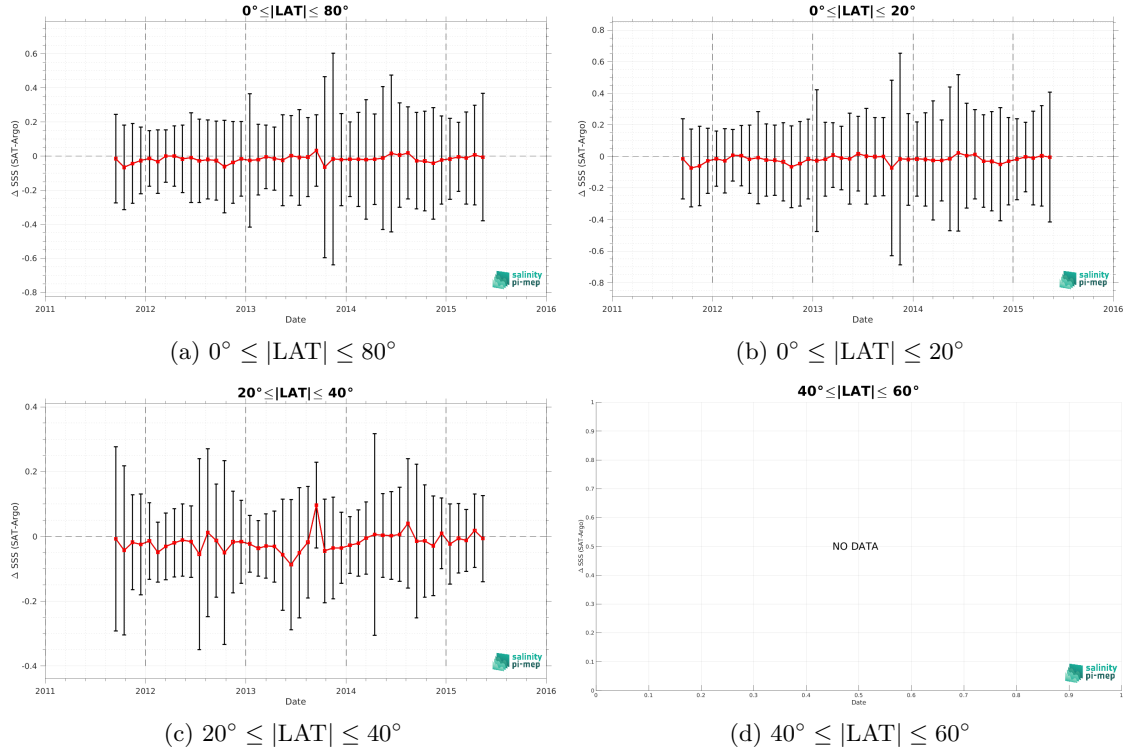 0°≤|LAT|≤ 80°
Δ SSS (SAT-Argo)
0.6
0.4
0.2
0
-0.2
-0.4
-0.6
-0.8
2011 2012 2013 2014 2015 2016
Date
salinity
pi-mep
(a) 0° ≤ |LAT| ≤ 80°
0°≤|LAT|≤ 20°
Δ SSS (SAT-Argo)
0.8
0.6
0.4
0.2
0
-0.2
-0.4
-0.6
-0.8
2011 2012 2013 2014 2015 2016
Date
salinity
pi-mep
(b) 0° ≤ |LAT| ≤ 20°
20°≤|LAT|≤ 40°
Δ SSS (SAT-Argo)
0.4
0.2
0
-0.2
-0.4
2011 2012 2013 2014 2015 2016
Date
salinity
pi-mep
(c) 20° ≤ |LAT| ≤ 40°
40°≤|LAT|≤ 60°
Δ SSS (SAT-Argo)
1
0.9
0.8
0.7
0.6
0.5
0.4
0.3
0.2
0.1
0
NO DATA
0 0.1 0.2 0.3 0.4 0.5 0.6 0.7 0.8 0.9 1
Date
salinity
pi-mep
(d) 40° ≤ |LAT| ≤ 60°